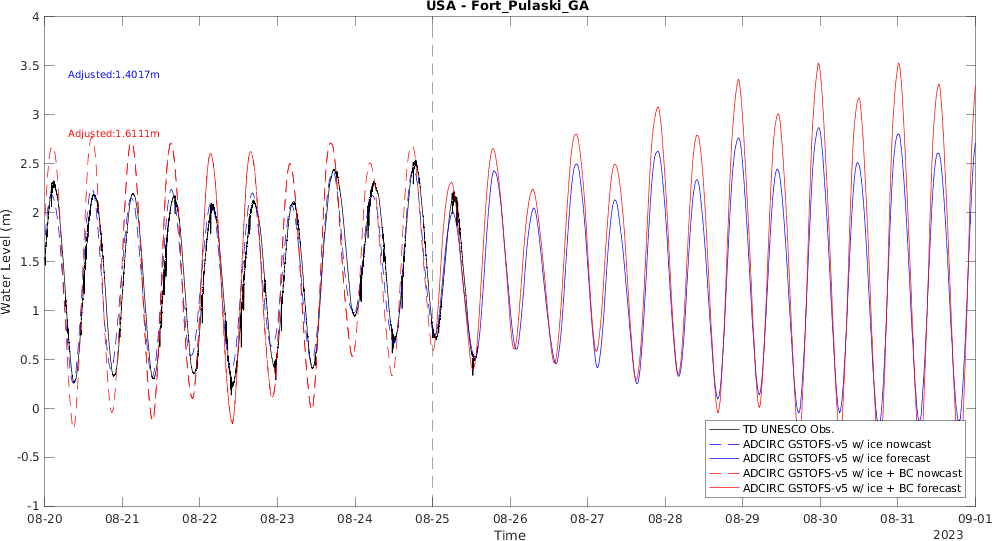 USA - Fort_Pulaski_GA
4
3.5
3
2.5
2
1.5
1
0.5
0
-0.5
-1
Water Level (m)
Adjusted:1.4017m
Adjusted:1.6111m
TD UNESCO Obs.
ADCIRC GSTOFS-v5 w/ ice nowcast
ADCIRC GSTOFS-v5 w/ ice forecast
ADCIRC GSTOFS-v5 w/ ice + BC nowcast
ADCIRC GSTOFS-v5 w/ ice + BC forecast
08-20 08-21 08-22 08-23 08-24 08-25 08-26 08-27 08-28 08-29 08-30 08-31 09-01
Time
2023